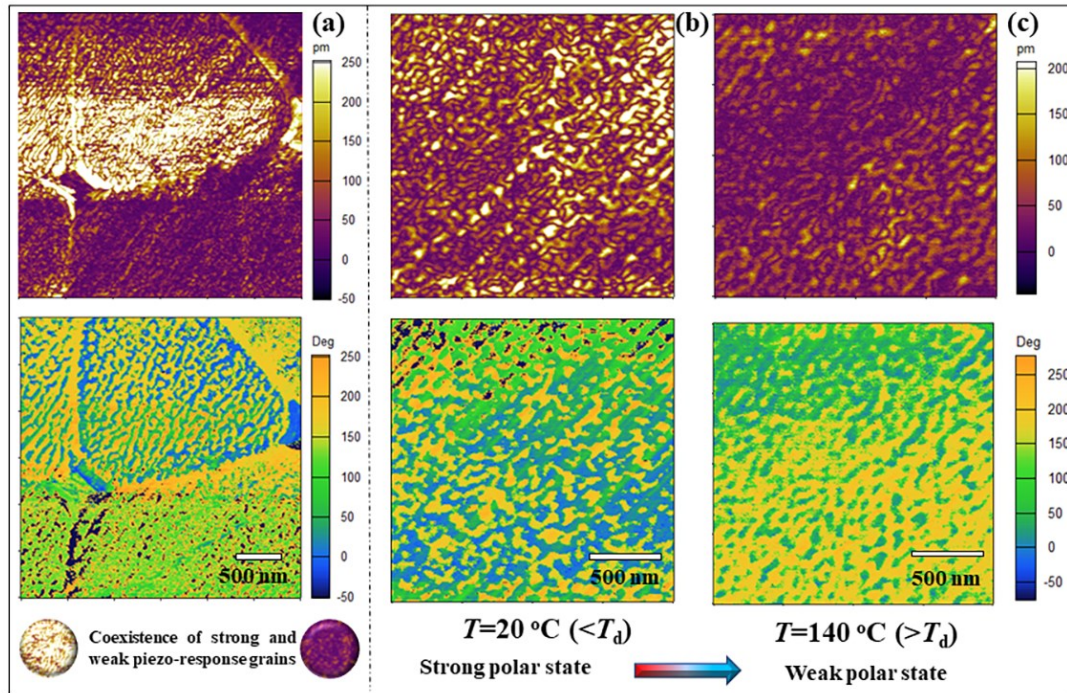 (a)
(b)
(c)
pm
250
200
150
100
50
0
-50
pm
200
150
100
50
0
Deg
250
200
150
100
50
0
-50
500 nm
500 nm
Deg
250
200
150
100
50
0
-50
500 nm
Coexistence of strong and
weak piezo-response grains
T=20 °C (<Td)
T=140 °C (>Td)
Strong polar state
Weak polar state